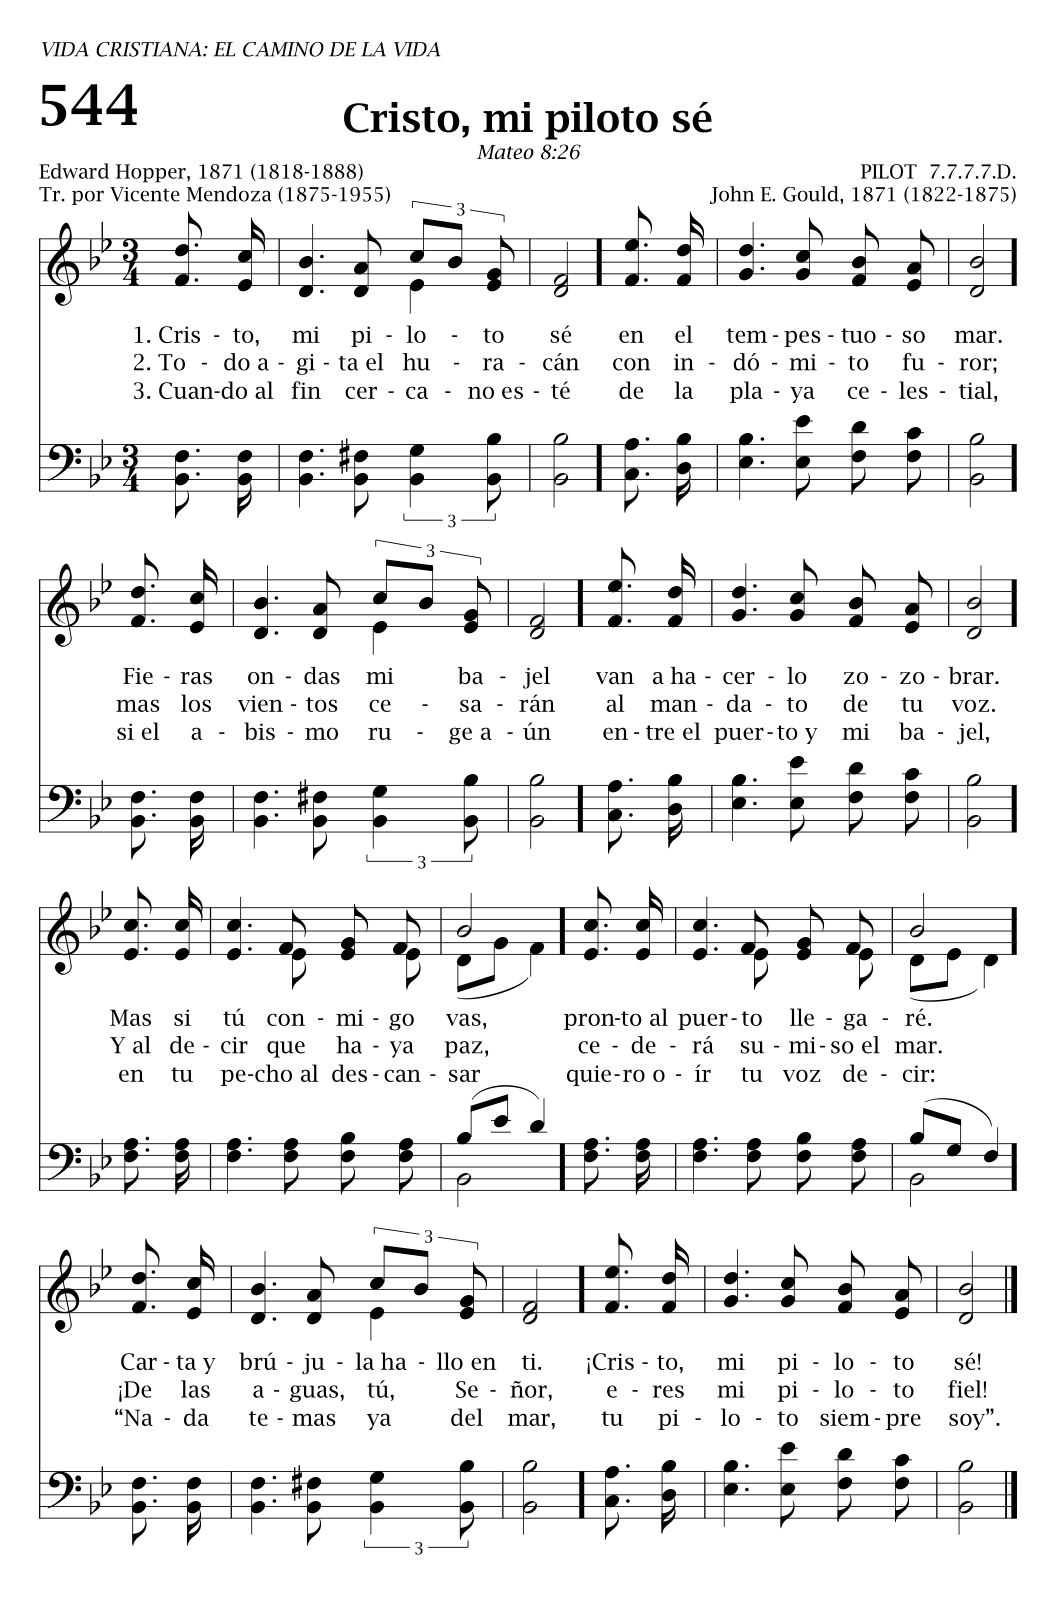 VIDA CRISTIANA: EL CAMINO DE LA VIDA
544
Cristo, mi piloto sé
Mateo 8:26
Edward Hopper, 1871 (1818-1888)
PILOT 7.7.7.7.D.
Tr. por Vicente Mendoza (1875-1955)
John E. Gould, 1871 (1822-1875)
3
3
4
1. Cris - to, mi pi - lo - to sé en el tem - pes - tuo - so mar.
2. To - do a - gi - ta el hu - ra - cán con in - dó - mi - to fu - ror;
3. Cuan-do al fin cer - ca - no es - té de la pla - ya ce - les - tial,
3
4
3
3
Fie - ras on - das mi ba - jel van a ha - cer - lo zo - zo - brar.
mas los vien - tos ce - sa - rán al man - da - to de tu voz.
si el a - bis - mo ru - ge a - ún en - tre el puer - to y mi ba - jel,
3
Mas si tú con - mi - go vas, pron-to al puer - to lle - ga - ré.
Y al de - cir que ha - ya paz, ce - de - rá su - mi - so el mar.
en tu pe-cho al des - can - sar quie-ro o - ír tu voz de - cir:
3
Car - ta y brú - ju - la ha - llo en ti. ¡Cris - to, mi pi - lo - to sé!
¡De las a - guas, tú, Se - ñor, e - res mi pi - lo - to fiel!
“Na - da te - mas ya del mar, tu pi - lo - to siem - pre soy”.
3